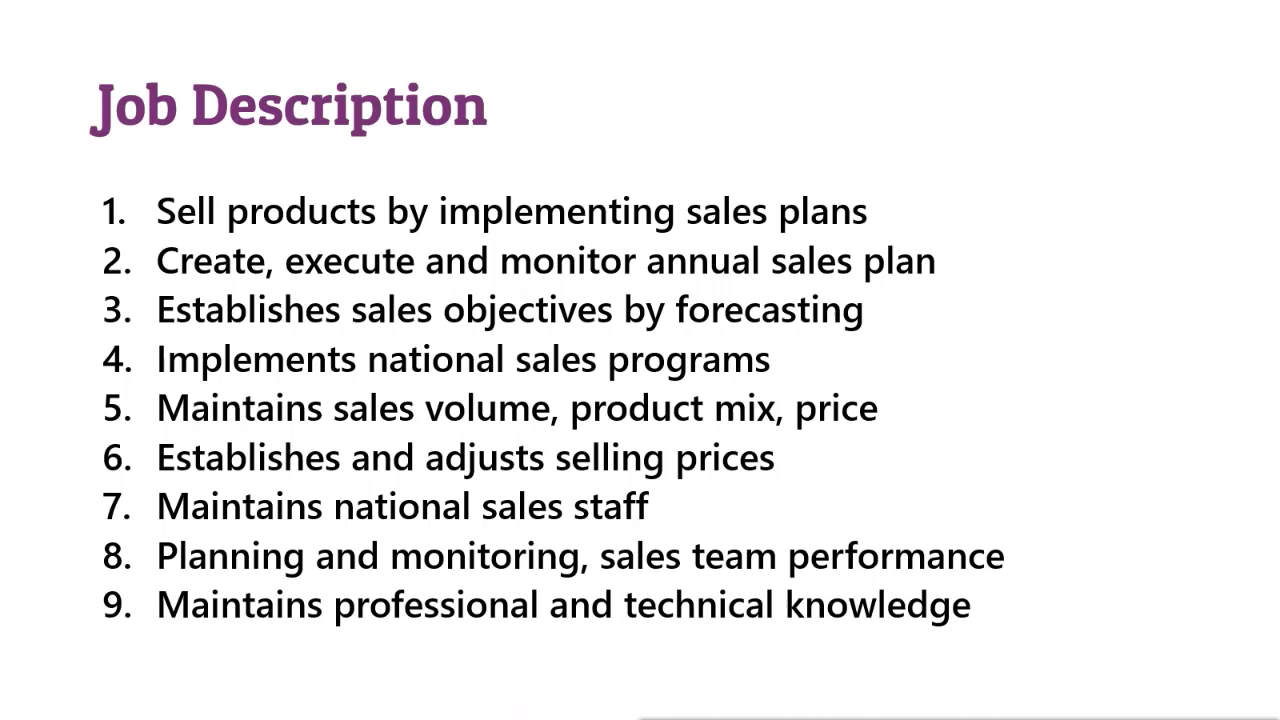 Job Description
1. Sell products by implementing sales plans
2. Create, execute and monitor annual sales plan
3. Establishes sales objectives by forecasting
4. Implements national sales programs
5. Maintains sales volume, product mix, price
6. Establishes and adjusts selling prices
7. Maintains national sales staff
8. Planning and monitoring, sales team performance
9. Maintains professional and technical knowledge